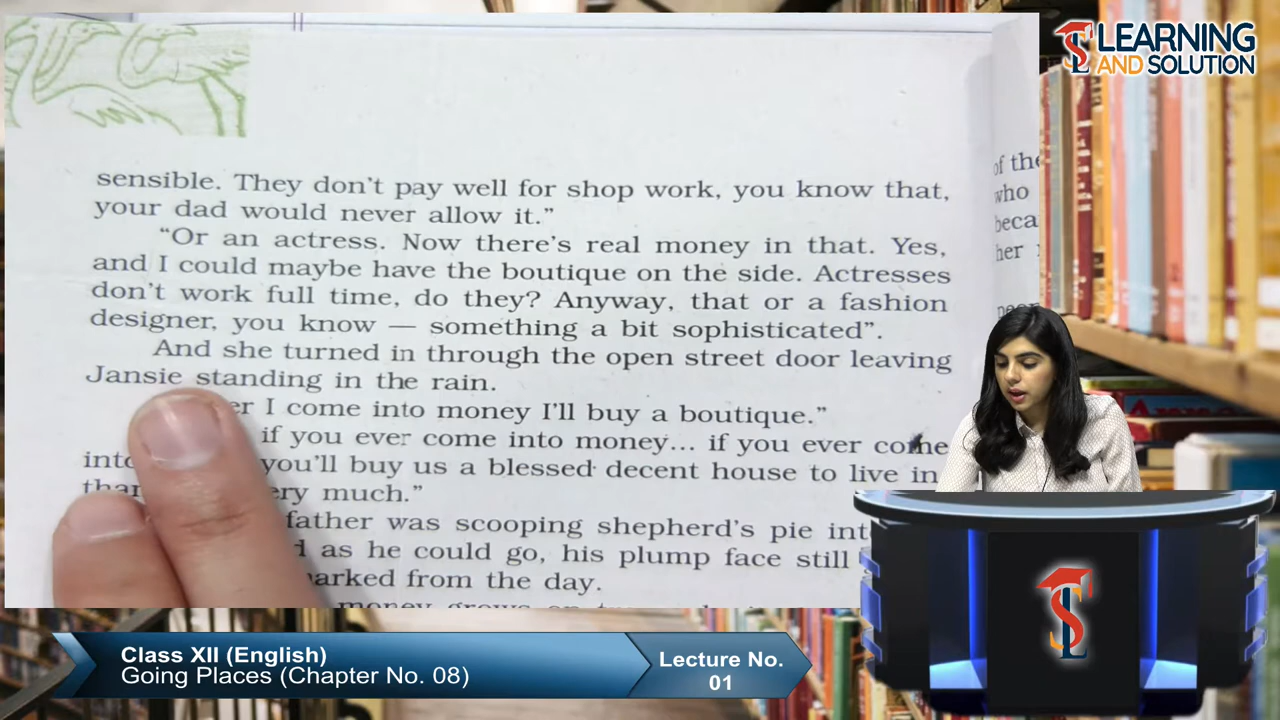 LEARNING
AND SOLUTION
sensible. They don't pay well for shop work, you know that,
your dad would never allow it."
"Or an actress. Now there's real money in that. Yes,
and I could maybe have the boutique on the side. Actresses
don't work full time, do they? Anyway, that or a fashion
designer, you know — something a bit sophisticated".
And she turned in through the open street door leaving
Jansie standing in the rain.
er I come into money I'll buy a boutique."
if you ever come into money... if you ever come
into you'll buy us a blessed decent house to live in
ery much."
father was scooping shepherd's pie
as he could go, his plump face still
arked from the day.
money grows on
of the
who
her
Class XII (English)
Going Places (Chapter No. 08)
Lecture No.
01